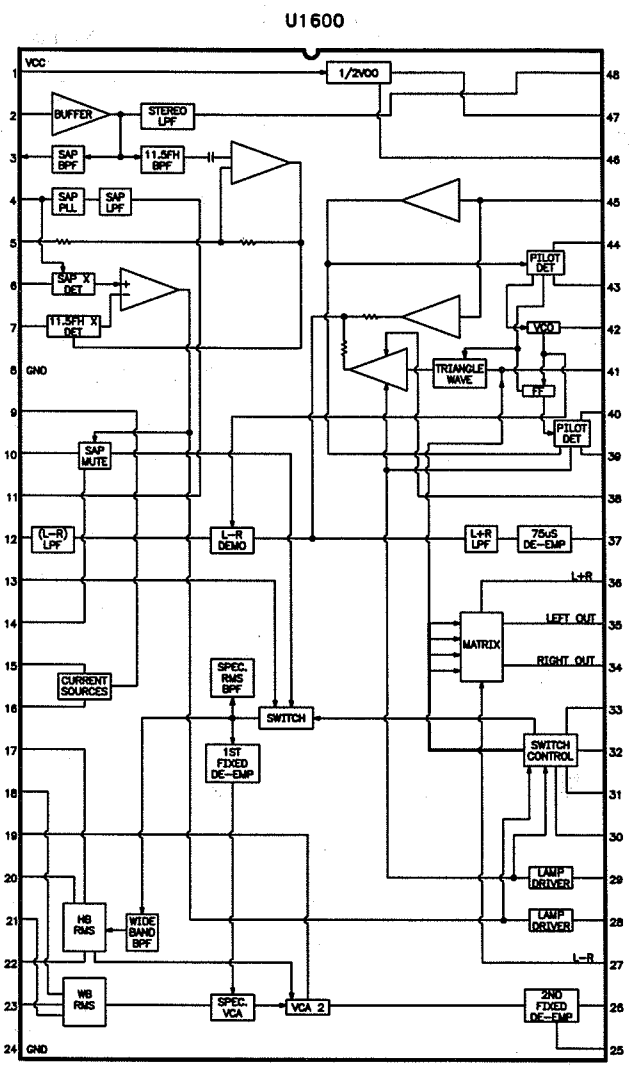 U1600
VCC
1
1/2VOO
48
2
BUFFER
STEREO
LPF
47
3
SAP
BPF
11.5FH
BPF
46
4
SAP
PLL
SAP
LPF
45
5
44
PILOT
DET
6
SAP X
DET
+
−
43
7
11.5FH X
DET
VCO
42
8
GND
TRIANGLE
WAVE
41
FF
9
40
PILOT
DET
10
SAP
MUTE
39
11
38
12
(L-R)
LPF
L-R
DEMO
L+R
LPF
75uS
DE-EMP
37
13
L+R
36
14
MATRIX
LEFT OUT
35
15
SPEC.
RMS
BPF
RIGHT OUT
34
CURRENT
SOURCES
16
SWITCH
33
17
1ST
FIXED
DE-EMP
SWITCH
CONTROL
32
18
31
19
30
20
LAMP
DRIVER
29
21
HB
RMS
WIDE
BAND
BPF
LAMP
DRIVER
28
22
L-R
27
23
WB
RMS
SPEC.
VCA
VCA 2
2NO
FIXED
DE-EMP
26
24
GND
25